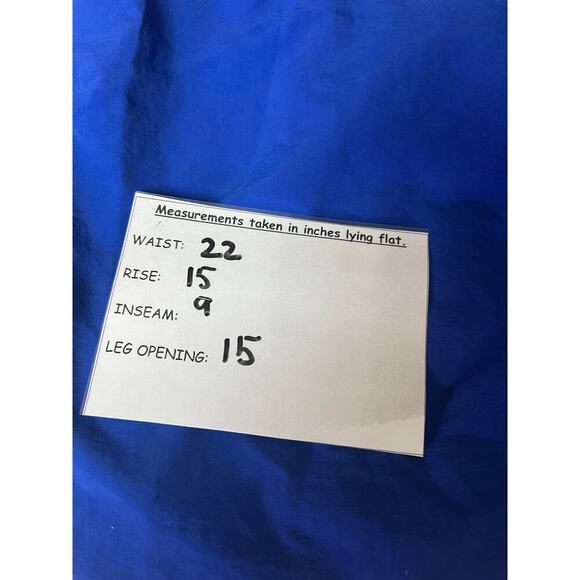 Measurements taken in inches lying flat.
WAIST: 22
RISE: 15
INSEAM: 9
LEG OPENING: 15